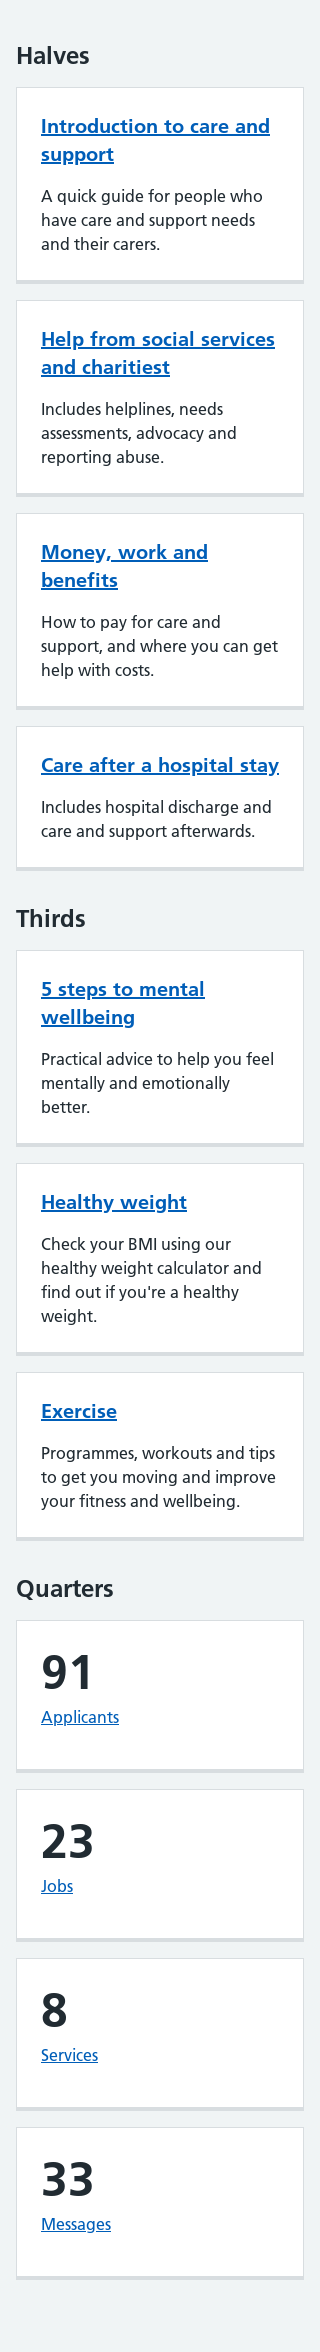 Halves
Introduction to care and
support
A quick guide for people who
have care and support needs
and their carers.
Help from social services
and charitiest
Includes helplines, needs
assessments, advocacy and
reporting abuse.
Money, work and
benefits
How to pay for care and
support, and where you can get
help with costs.
Care after a hospital stay
Includes hospital discharge and
care and support afterwards.
Thirds
5 steps to mental
wellbeing
Practical advice to help you feel
mentally and emotionally
better.
Healthy weight
Check your BMI using our
healthy weight calculator and
find out if you're a healthy
weight.
Exercise
Programmes, workouts and tips
to get you moving and improve
your fitness and wellbeing.
Quarters
91
Applicants
23
Jobs
8
Services
33
Messages